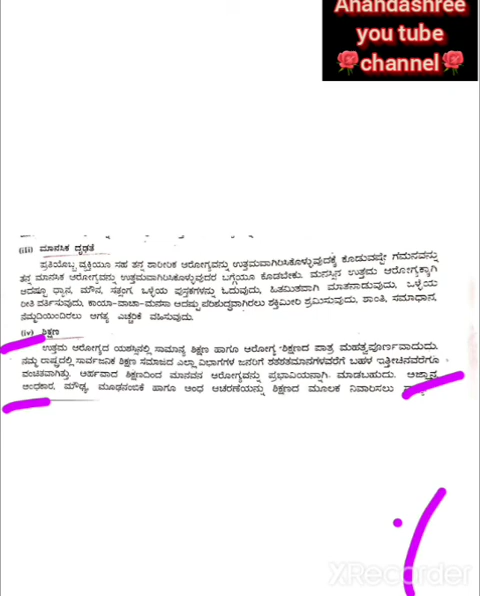 Anandashree
you tube
🌹channel🌹
(iii) ಮಾನಸಿಕ ದೃಢತೆ
ಪ್ರತಿಯೊಬ್ಬ ವ್ಯಕ್ತಿಯೂ ಸಹ ತನ್ನ ಶಾರೀರಿಕ ಆರೋಗ್ಯವನ್ನು ಉತ್ತಮವಾಗಿರಿಸಿಕೊಳ್ಳುವುದಕ್ಕೆ ಕೊಡುವಷ್ಟೇ ಗಮನವನ್ನು
ತನ್ನ ಮಾನಸಿಕ ಆರೋಗ್ಯವನ್ನು ಉತ್ತಮವಾಗಿರಿಸಿಕೊಳ್ಳುವುದರ ಬಗ್ಗೆಯೂ ಕೊಡಬೇಕು. ಮನಸ್ಸಿನ ಉತ್ತಮ ಆರೋಗ್ಯಕ್ಕಾಗಿ
ಆದಷ್ಟೂ ಧ್ಯಾನ, ಮೌನ, ಸತ್ಸಂಗ, ಒಳ್ಳೆಯ ಪುಸ್ತಕಗಳನ್ನು ಓದುವುದು, ಹಿತಮಿತವಾಗಿ ಮಾತನಾಡುವುದು, ಒಳ್ಳೆಯ
ರೀತಿ ವರ್ತಿಸುವುದು, ಕಾಯಾ-ವಾಚಾ-ಮನಸಾ ಆದಷ್ಟು ಪರಿಶುದ್ಧವಾಗಿರಲು ಶಕ್ತಿಮೀರಿ ಶ್ರಮಿಸುವುದು, ಶಾಂತಿ, ಸಮಾಧಾನ,
ನೆಮ್ಮದಿಯಿಂದಿರಲು ಅಗತ್ಯ ಎಚ್ಚರಿಕೆ ವಹಿಸುವುದು.
(iv) ಶಿಕ್ಷಣ
ಉತ್ತಮ ಆರೋಗ್ಯದ ಯಶಸ್ಸಿನಲ್ಲಿ ಸಾಮಾನ್ಯ ಶಿಕ್ಷಣ ಹಾಗೂ ಆರೋಗ್ಯ ಶಿಕ್ಷಣದ ಪಾತ್ರ ಮಹತ್ವಪೂರ್ಣವಾದುದು.
ನಮ್ಮ ರಾಷ್ಟ್ರದಲ್ಲಿ ಸಾರ್ವಜನಿಕ ಶಿಕ್ಷಣ ಸಮಾಜದ ಎಲ್ಲಾ ವಿಭಾಗಗಳ ಜನರಿಗೆ ಶತಶತಮಾನಗಳವರೆಗೆ ಬಹಳ ಇತ್ತೀಚಿನವರೆಗೂ
ವಂಚಿತವಾಗಿತ್ತು. ಅರ್ಹವಾದ ಶಿಕ್ಷಣದಿಂದ ಮಾನವನ ಆರೋಗ್ಯವನ್ನು ಪ್ರಭಾವಿಯನ್ನಾಗಿ ಮಾಡಬಹುದು. ಅಜ್ಞಾನ,
ಅಂಧಕಾರ, ಮೌಢ್ಯ, ಮೂಢನಂಬಿಕೆ ಹಾಗೂ ಅಂಧ ಆಚರಣೆಯನ್ನು ಶಿಕ್ಷಣದ ಮೂಲಕ ನಿವಾರಿಸಲು
XRecorder